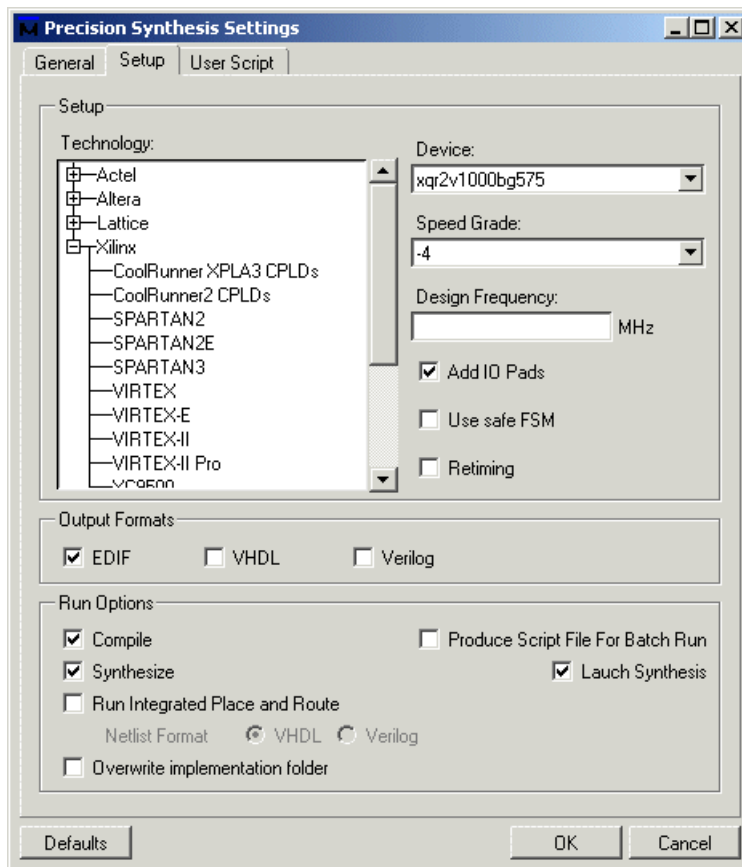 Precision Synthesis Settings
General Setup User Script
Setup
Technology:
Actel
Altera
Lattice
Xilinx
CoolRunner XPLA3 CPLDs
CoolRunner2 CPLDs
SPARTAN2
SPARTAN2E
SPARTAN3
VIRTEX
VIRTEX-E
VIRTEX-II
VIRTEX-II Pro
XC9500
Device:
xqr2v1000bg575
Speed Grade:
-4
Design Frequency:
MHz
Add IO Pads
Use safe FSM
Retiming
Output Formats
EDIF VHDL Verilog
Run Options
Compile
Produce Script File For Batch Run
Synthesize
Lauch Synthesis
Run Integrated Place and Route
Netlist Format VHDL Verilog
Overwrite implementation folder
Defaults OK Cancel